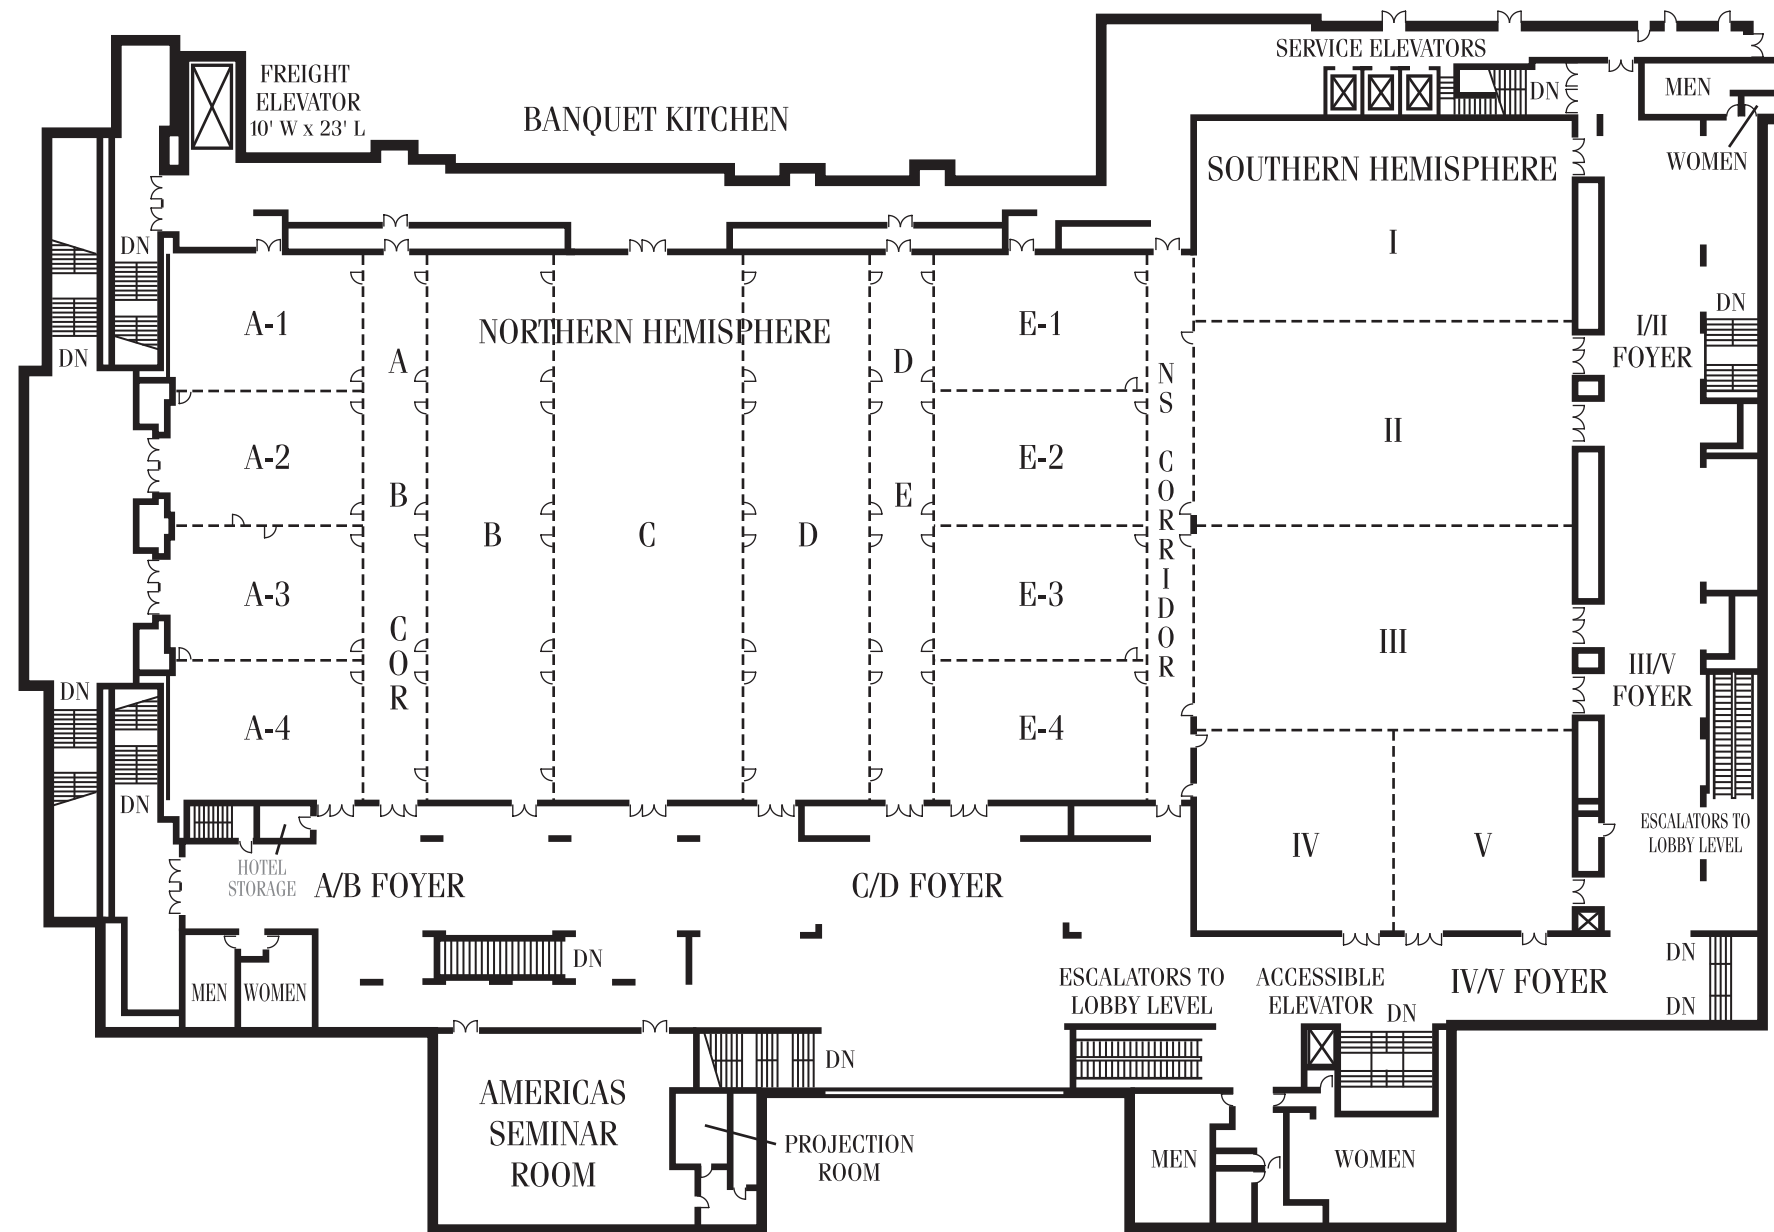 SERVICE ELEVATORS
FREIGHT
ELEVATOR
10' W x 23' L
BANQUET KITCHEN
DN
MEN
WOMEN
SOUTHERN HEMISPHERE
I
DN
DN
A-1
NORTHERN HEMISPHERE
E-1
DN
I/II
FOYER
A
D
NS CORRIDOR
A-2
E-2
II
B
E
B
C
D
COR
A-3
E-3
III
III/V
FOYER
DN
A-4
E-4
DN
ESCALATORS TO
LOBBY LEVEL
IV
V
HOTEL
STORAGE
A/B FOYER
C/D FOYER
DN
DN
MEN
WOMEN
ESCALATORS TO
LOBBY LEVEL
ACCESSIBLE
ELEVATOR
IV/V FOYER
DN
DN
DN
AMERICAS
SEMINAR
ROOM
PROJECTION
ROOM
MEN
WOMEN